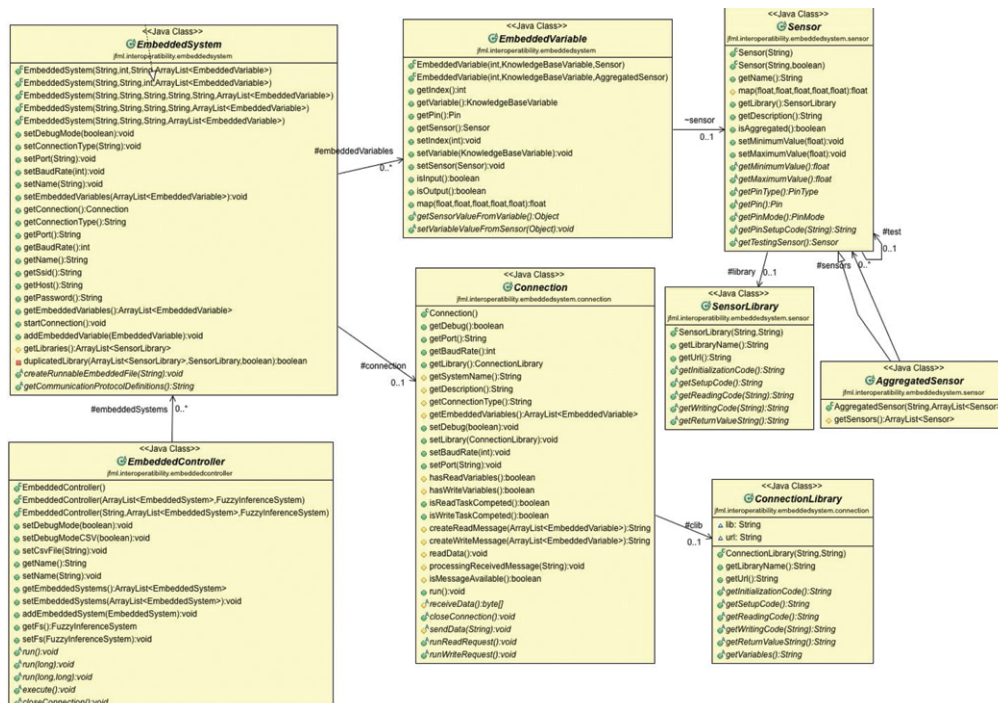 <<Java Class>>
EmbeddedSystem
jfml.interoperatibility.embeddedsystem
EmbeddedSystem(String,int,String,ArrayList<EmbeddedVariable>)
EmbeddedSystem(String,String,int,ArrayList<EmbeddedVariable>)
EmbeddedSystem(String,String,String,String,String,ArrayList<EmbeddedVariable>)
EmbeddedSystem(String,String,String,String,ArrayList<EmbeddedVariable>)
EmbeddedSystem(String,String,String,ArrayList<EmbeddedVariable>)
setDebugMode(boolean):void
setConnectionType(String):void
setPort(String):void
setBaudRate(int):void
setName(String):void
setEmbeddedVariables(ArrayList<EmbeddedVariable>):void
getConnection():Connection
getConnectionType():String
getPort():String
getBaudRate():int
getName():String
getSsid():String
getHost():String
getPassword():String
getEmbeddedVariables():ArrayList<EmbeddedVariable>
startConnection():void
addEmbeddedVariable(EmbeddedVariable):void
getLibraries():ArrayList<SensorLibrary>
duplicatedLibrary(ArrayList<SensorLibrary>,SensorLibrary,boolean):boolean
createRunnableEmbeddedFile(String):void
getCommunicationProtocolDefinitions():String
#embeddedVariables
0..*
#connection
0..1
#embeddedSystems
0..*
<<Java Class>>
EmbeddedController
jfml.interoperatibility.embeddedcontroller
EmbeddedController()
EmbeddedController(ArrayList<EmbeddedSystem>,FuzzyInferenceSystem)
EmbeddedController(String,ArrayList<EmbeddedSystem>,FuzzyInferenceSystem)
setDebugMode(boolean):void
setDebugModeCSV(boolean):void
setCsvFile(String):void
getName():String
setName(String):void
getEmbeddedSystems():ArrayList<EmbeddedSystem>
setEmbeddedSystems(ArrayList<EmbeddedSystem>):void
addEmbeddedSystem(EmbeddedSystem):void
getFs():FuzzyInferenceSystem
setFs(FuzzyInferenceSystem):void
run():void
run(long):void
run(long,long):void
execute():void
closeConnection():void
<<Java Class>>
EmbeddedVariable
jfml.interoperatibility.embeddedsystem
EmbeddedVariable(int,KnowledgeBaseVariable,Sensor)
EmbeddedVariable(int,KnowledgeBaseVariable,AggregatedSensor)
getIndex():int
getVariable():KnowledgeBaseVariable
getPin():Pin
getSensor():Sensor
setIndex(int):void
setVariable(KnowledgeBaseVariable):void
setSensor(Sensor):void
isInput():boolean
isOutput():boolean
map(float,float,float,float,float):float
getSensorValueFromVariable():Object
setVariableValueFromSensor(Object):void
~sensor
0..1
<<Java Class>>
Connection
jfml.interoperatibility.embeddedsystem.connection
Connection()
getDebug():boolean
getPort():String
getBaudRate():int
getLibrary():ConnectionLibrary
getSystemName():String
getDescription():String
getConnectionType():String
getEmbeddedVariables():ArrayList<EmbeddedVariable>
setDebug(boolean):void
setLibrary(ConnectionLibrary):void
setBaudRate(int):void
setPort(String):void
hasReadVariables():boolean
hasWriteVariables():boolean
isReadTaskCompeted():boolean
isWriteTaskCompeted():boolean
createReadMessage(ArrayList<EmbeddedVariable>):String
createWriteMessage(ArrayList<EmbeddedVariable>):String
readData():void
processingReceivedMessage(String):void
isMessageAvailable():boolean
run():void
receiveData():byte[]
closeConnection():void
sendData(String):void
runReadRequest():void
runWriteRequest():void
#clib
0..1
<<Java Class>>
Sensor
jfml.interoperatibility.embeddedsystem.sensor
Sensor(String)
Sensor(String,boolean)
getName():String
map(float,float,float,float,float):float
getLibrary():SensorLibrary
getDescription():String
isAggregated():boolean
setMinimumValue(float):void
setMaximumValue(float):void
getMinimumValue():float
getMaximumValue():float
getPinType():PinType
getPin():Pin
getPinMode():PinMode
getPinSetupCode(String):String
getTestingSensor():Sensor
#test
0..1
#library
0..1
#sensors
0..*
<<Java Class>>
SensorLibrary
jfml.interoperatibility.embeddedsystem.sensor
SensorLibrary(String,String)
getLibraryName():String
getUrl():String
getInitializationCode():String
getSetupCode():String
getReadingCode(String):String
getWritingCode(String):String
getReturnValueString():String
<<Java Class>>
AggregatedSensor
jfml.interoperatibility.embeddedsystem.sensor
AggregatedSensor(String,ArrayList<Sensor>
getSensors():ArrayList<Sensor>
<<Java Class>>
ConnectionLibrary
jfml.interoperatibility.embeddedsystem.connection
lib: String
url: String
ConnectionLibrary(String,String)
getLibraryName():String
getUrl():String
getInitializationCode():String
getSetupCode():String
getReadingCode():String
getWritingCode(String):String
getReturnValueString():String
getVariables():String